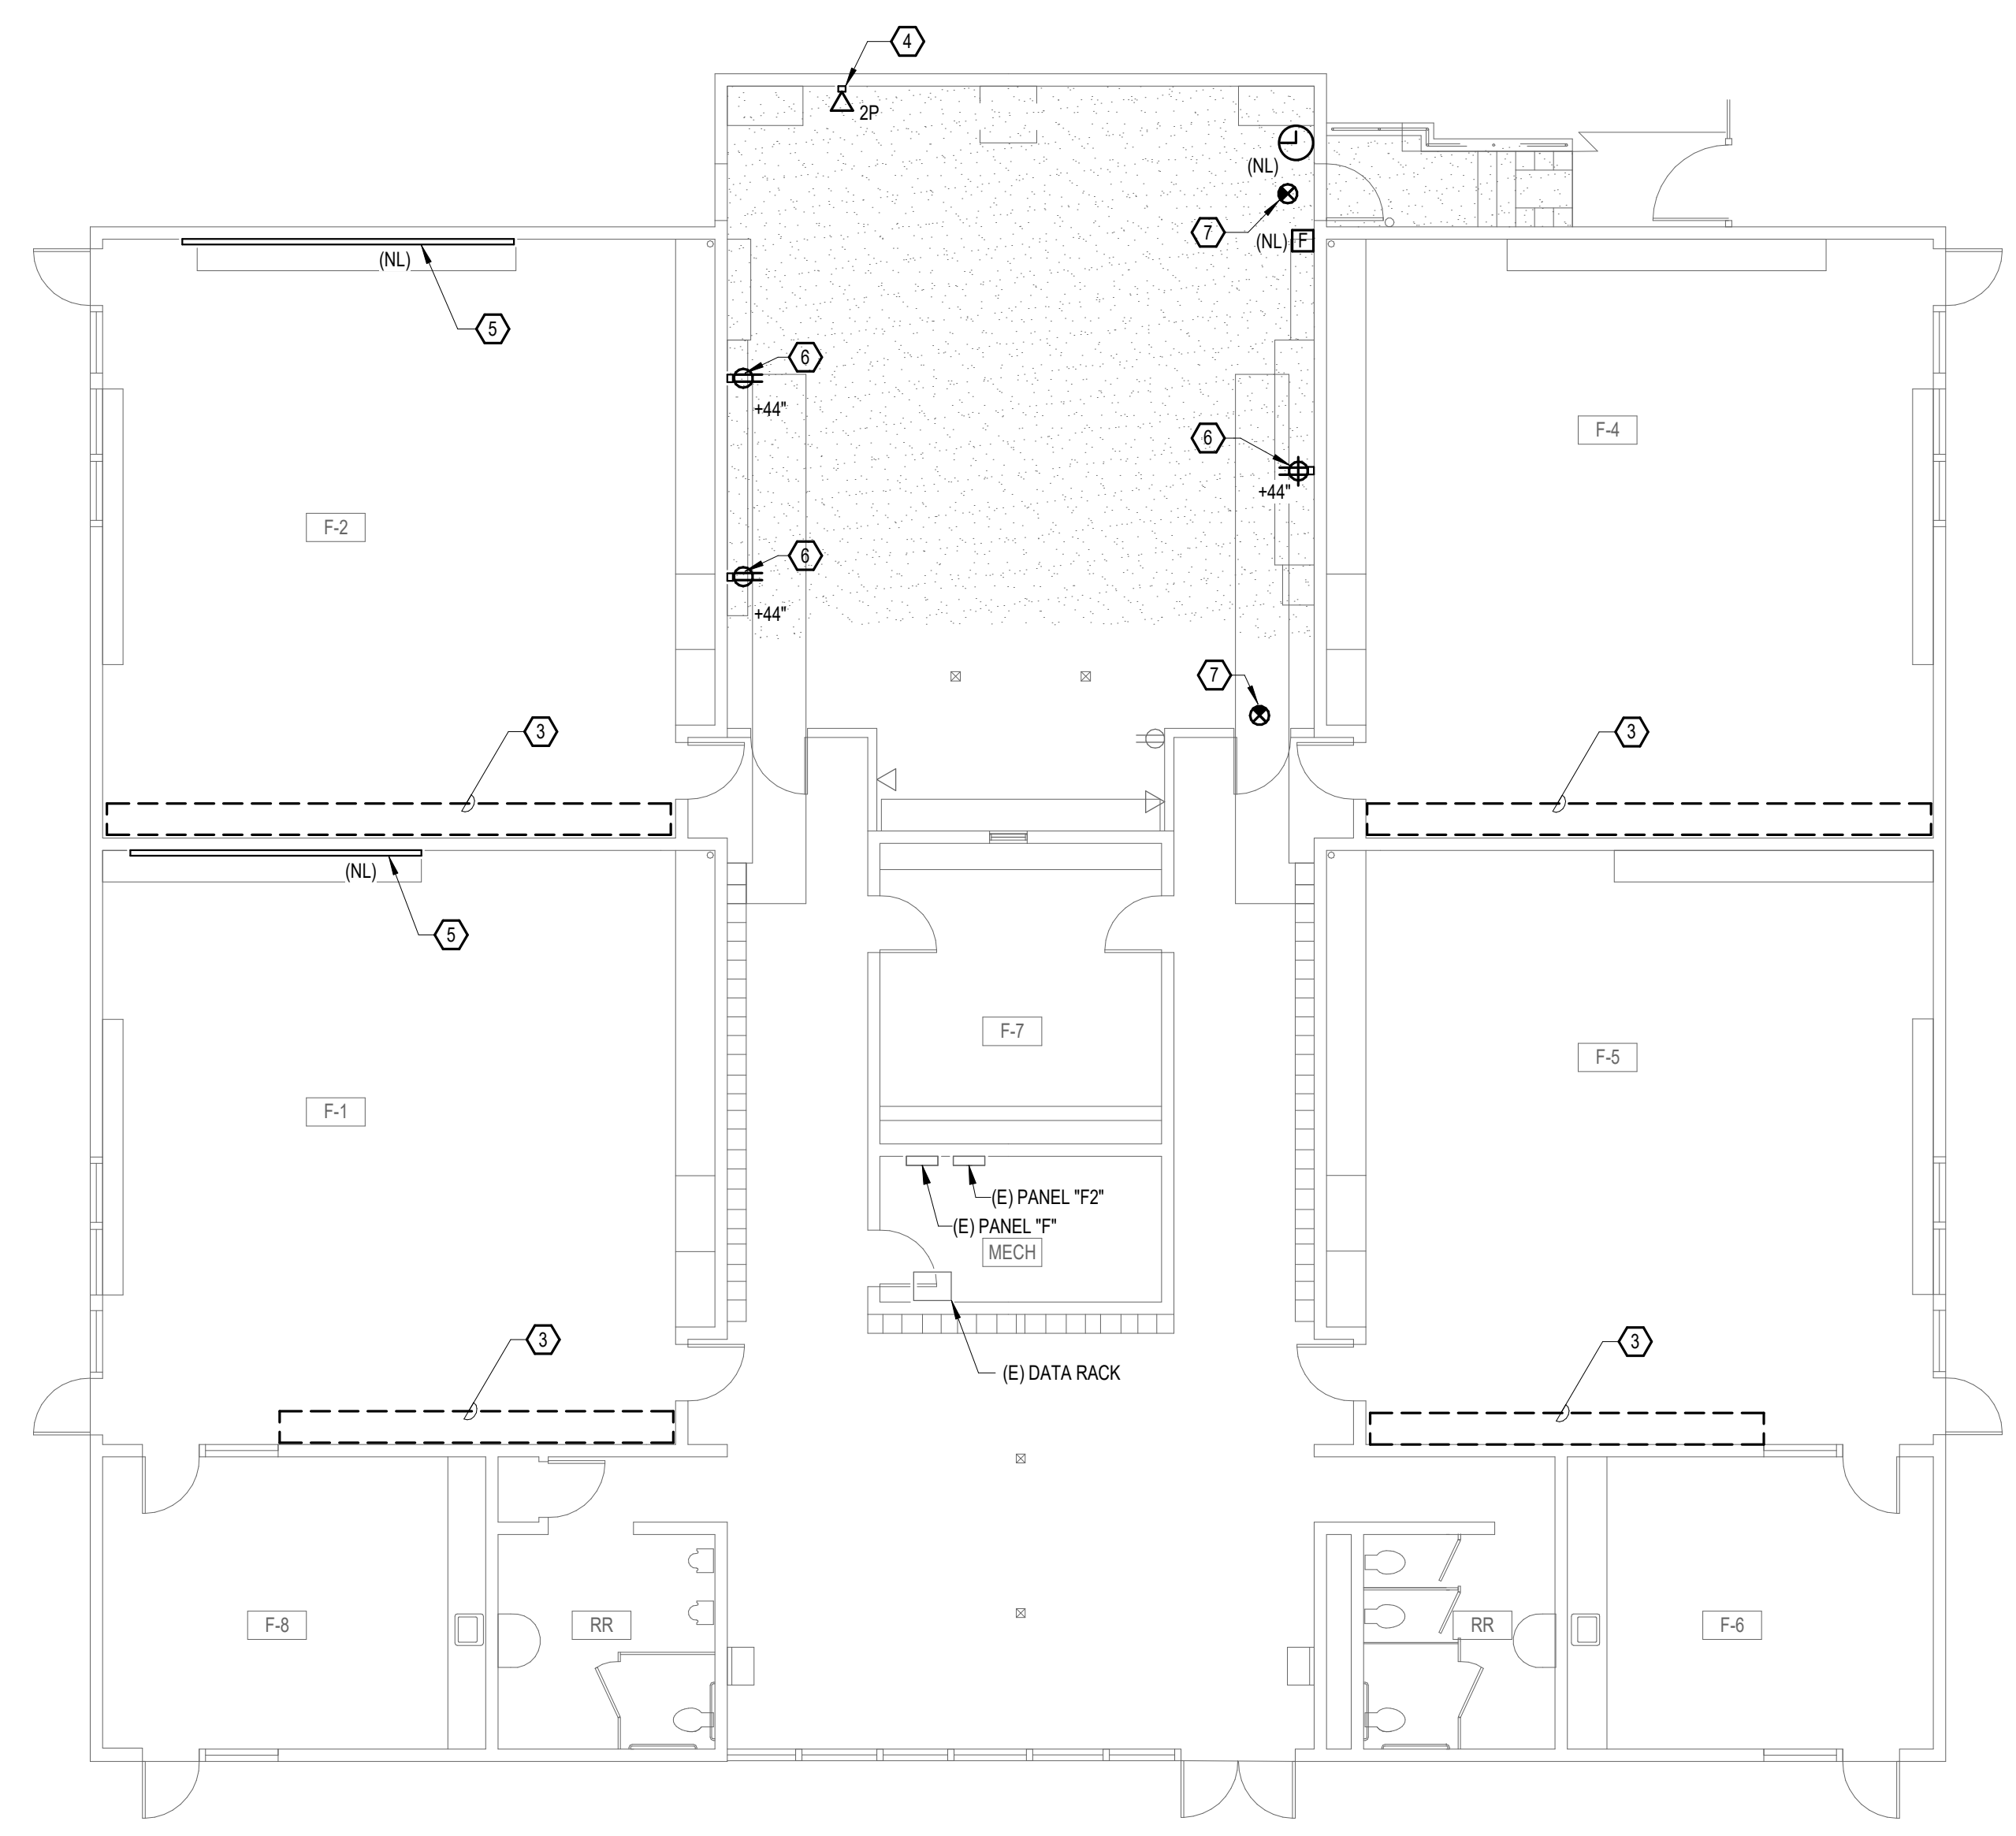 4
2P
(NL)
7
(NL) F
(NL)
5
6
+44"
F-4
6
+44"
F-2
6
+44"
7
3
3
(NL)
5
F-7
F-5
F-1
(E) PANEL "F2"
(E) PANEL "F"
MECH
3
3
(E) DATA RACK
F-8
RR
RR
F-6